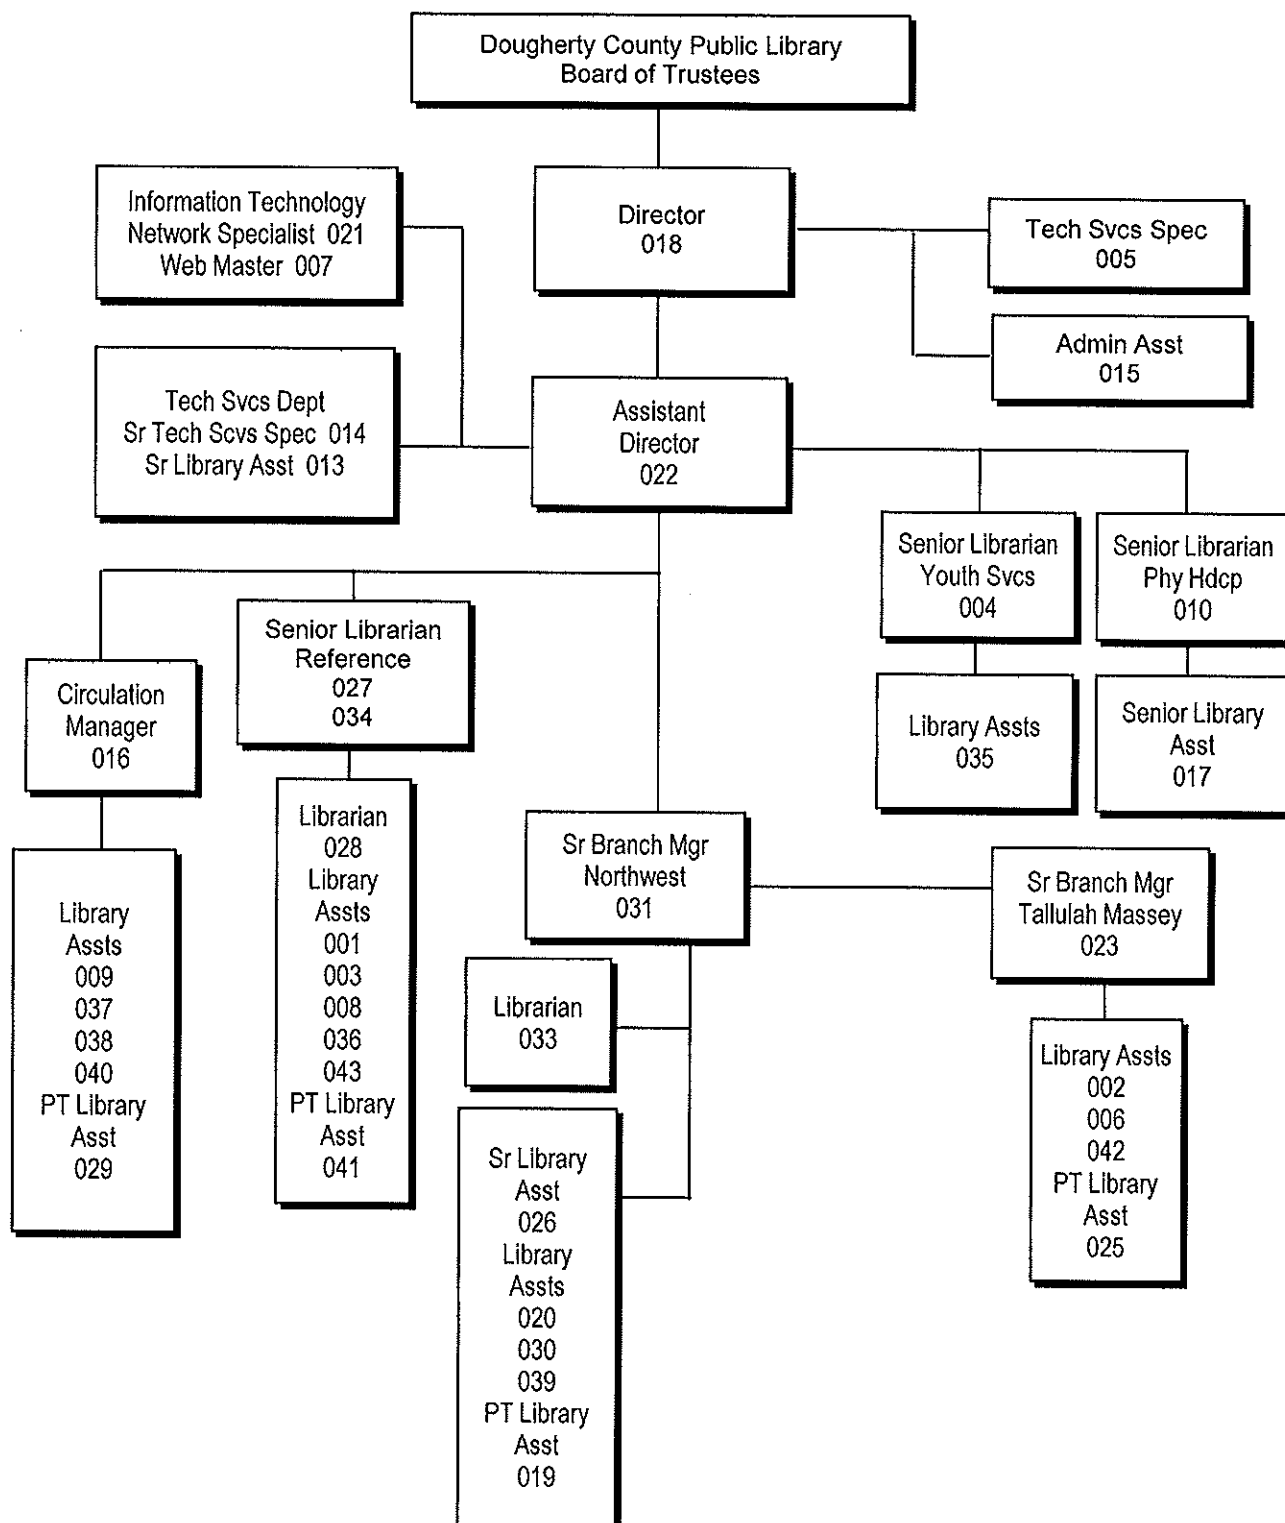 Dougherty County Public Library
Board of Trustees
Information Technology
Network Specialist 021
Web Master 007
Director
018
Tech Svcs Spec
005
Admin Asst
015
Tech Svcs Dept
Sr Tech Scvs Spec 014
Sr Library Asst 013
Assistant
Director
022
Senior Librarian
Youth Svcs
004
Senior Librarian
Phy Hdcp
010
Senior Librarian
Reference
027
034
Circulation
Manager
016
Library Assts
035
Senior Library
Asst
017
Librarian
028
Library
Assts
001
003
008
036
043
PT Library
Asst
041
Library
Assts
009
037
038
040
PT Library
Asst
029
Sr Branch Mgr
Northwest
031
Sr Branch Mgr
Tallulah Massey
023
Librarian
033
Library Assts
002
006
042
PT Library
Asst
025
Sr Library
Asst
026
Library
Assts
020
030
039
PT Library
Asst
019